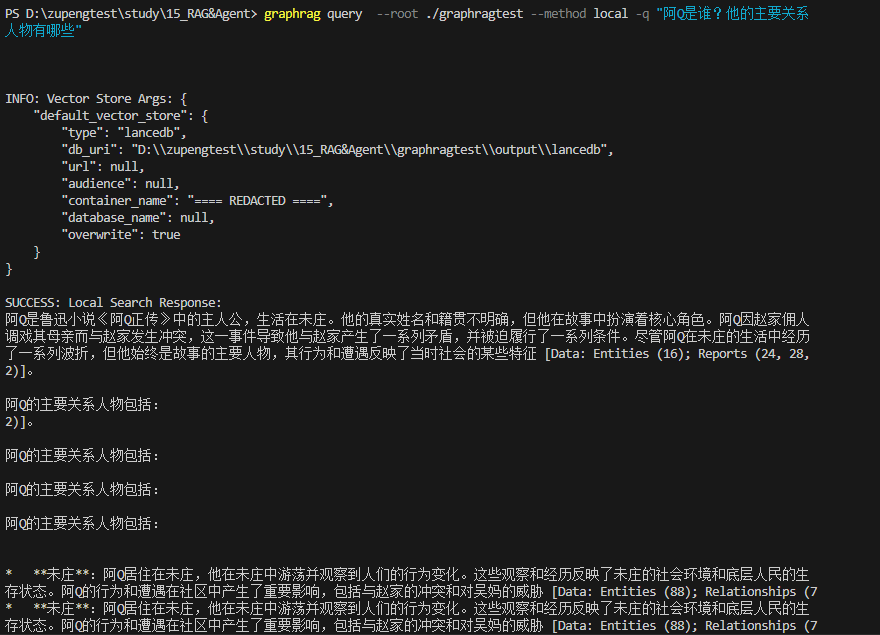 PS D:\zupengtest\study\15_RAG&Agent> graphrag query  --root ./graphragtest --method local -q "阿Q是谁？他的主要关系
人物有哪些"
INFO: Vector Store Args: {
    "default_vector_store": {
        "type": "lancedb",
        "db_uri": "D:\\zupengtest\\study\\15_RAG&Agent\\graphragtest\\output\\lancedb",
        "url": null,
        "audience": null,
        "container_name": "==== REDACTED ====",
        "database_name": null,
        "overwrite": true
    }
}
SUCCESS: Local Search Response:
阿Q是鲁迅小说《阿Q正传》中的主人公，生活在未庄。他的真实姓名和籍贯不明确，但他在故事中扮演着核心角色。阿Q因赵家佣人
调戏其母亲而与赵家发生冲突，这一事件导致他与赵家产生了一系列矛盾，并被迫履行了一系列条件。尽管阿Q在未庄的生活中经历
了一系列波折，但他始终是故事的主要人物，其行为和遭遇反映了当时社会的某些特征 [Data: Entities (16); Reports (24, 28,
2)]。
阿Q的主要关系人物包括：
2)]。
阿Q的主要关系人物包括：
阿Q的主要关系人物包括：
阿Q的主要关系人物包括：
*   **未庄**：阿Q居住在未庄，他在未庄中游荡并观察到人们的行为变化。这些观察和经历反映了未庄的社会环境和底层人民的生
存状态。阿Q的行为和遭遇在社区中产生了重要影响，包括与赵家的冲突和对吴妈的威胁 [Data: Entities (88); Relationships (7
*   **未庄**：阿Q居住在未庄，他在未庄中游荡并观察到人们的行为变化。这些观察和经历反映了未庄的社会环境和底层人民的生
存状态。阿Q的行为和遭遇在社区中产生了重要影响，包括与赵家的冲突和对吴妈的威胁 [Data: Entities (88); Relationships (7